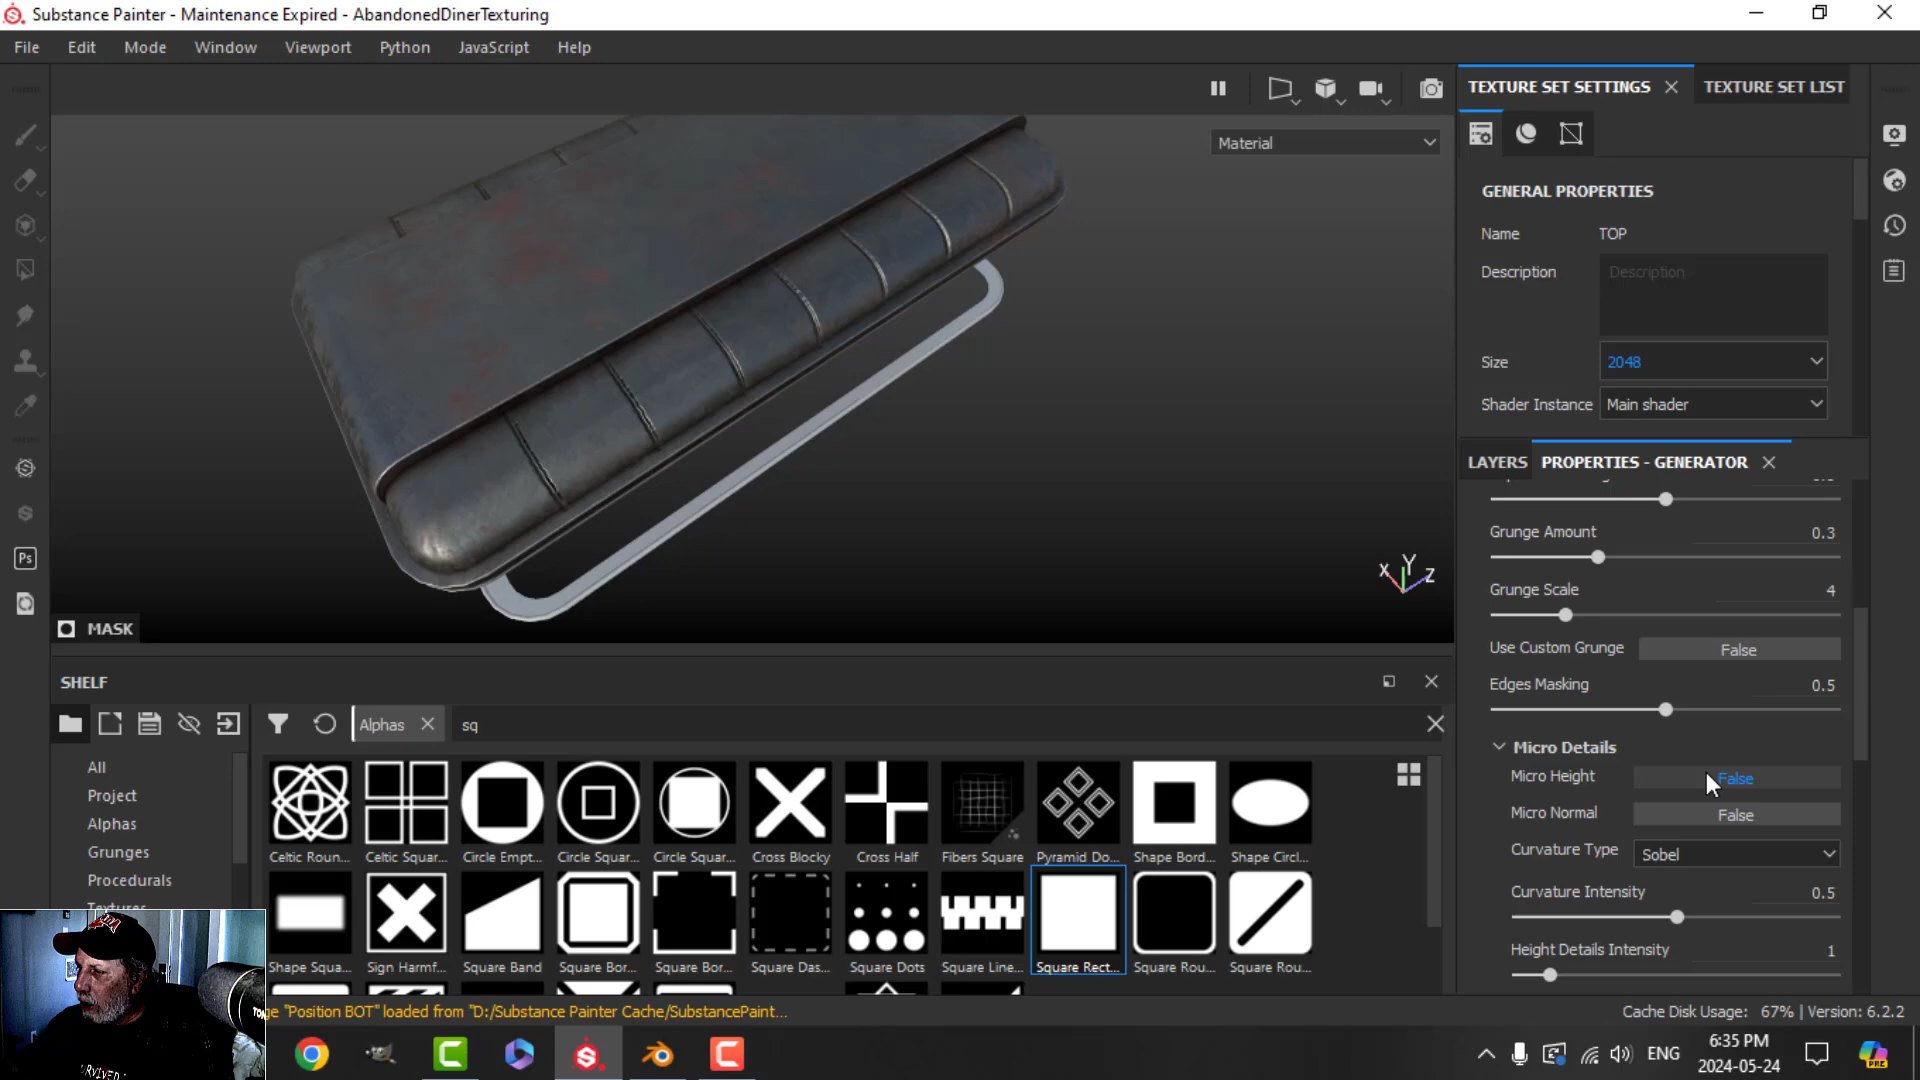 Substance Painter - Maintenance Expired - AbandonedDinerTexturing
File Edit Mode Window Viewport Python JavaScript Help
Material
MASK
TEXTURE SET SETTINGS TEXTURE SET LIST
GENERAL PROPERTIES
Name TOP
Description Description
Size 2048
Shader Instance Main shader
LAYERS PROPERTIES - GENERATOR
Grunge Amount 0.3
Grunge Scale 4
Use Custom Grunge False
Edges Masking 0.5
Micro Details
Micro Height False
Micro Normal False
Curvature Type Sobel
Curvature Intensity 0.5
Height Details Intensity 1
SHELF
Alphas sq
All
Project
Alphas
Grunges
Procedurals
Textures
Celtic Roun... Celtic Squar... Circle Empt... Circle Squar... Circle Squar... Cross Blocky Cross Half Fibers Square Pyramid Do... Shape Bord... Shape Circl...
Shape Squa... Sign Harmf... Square Band Square Bor... Square Bor... Square Das... Square Dots Square Line... Square Rect... Square Rou... Square Rou...
ge "Position BOT" loaded from "D:/Substance Painter Cache/SubstancePaint...
Cache Disk Usage: 67% | Version: 6.2.2
ENG
6:35 PM
2024-05-24
Ps
X Y Z
PRE